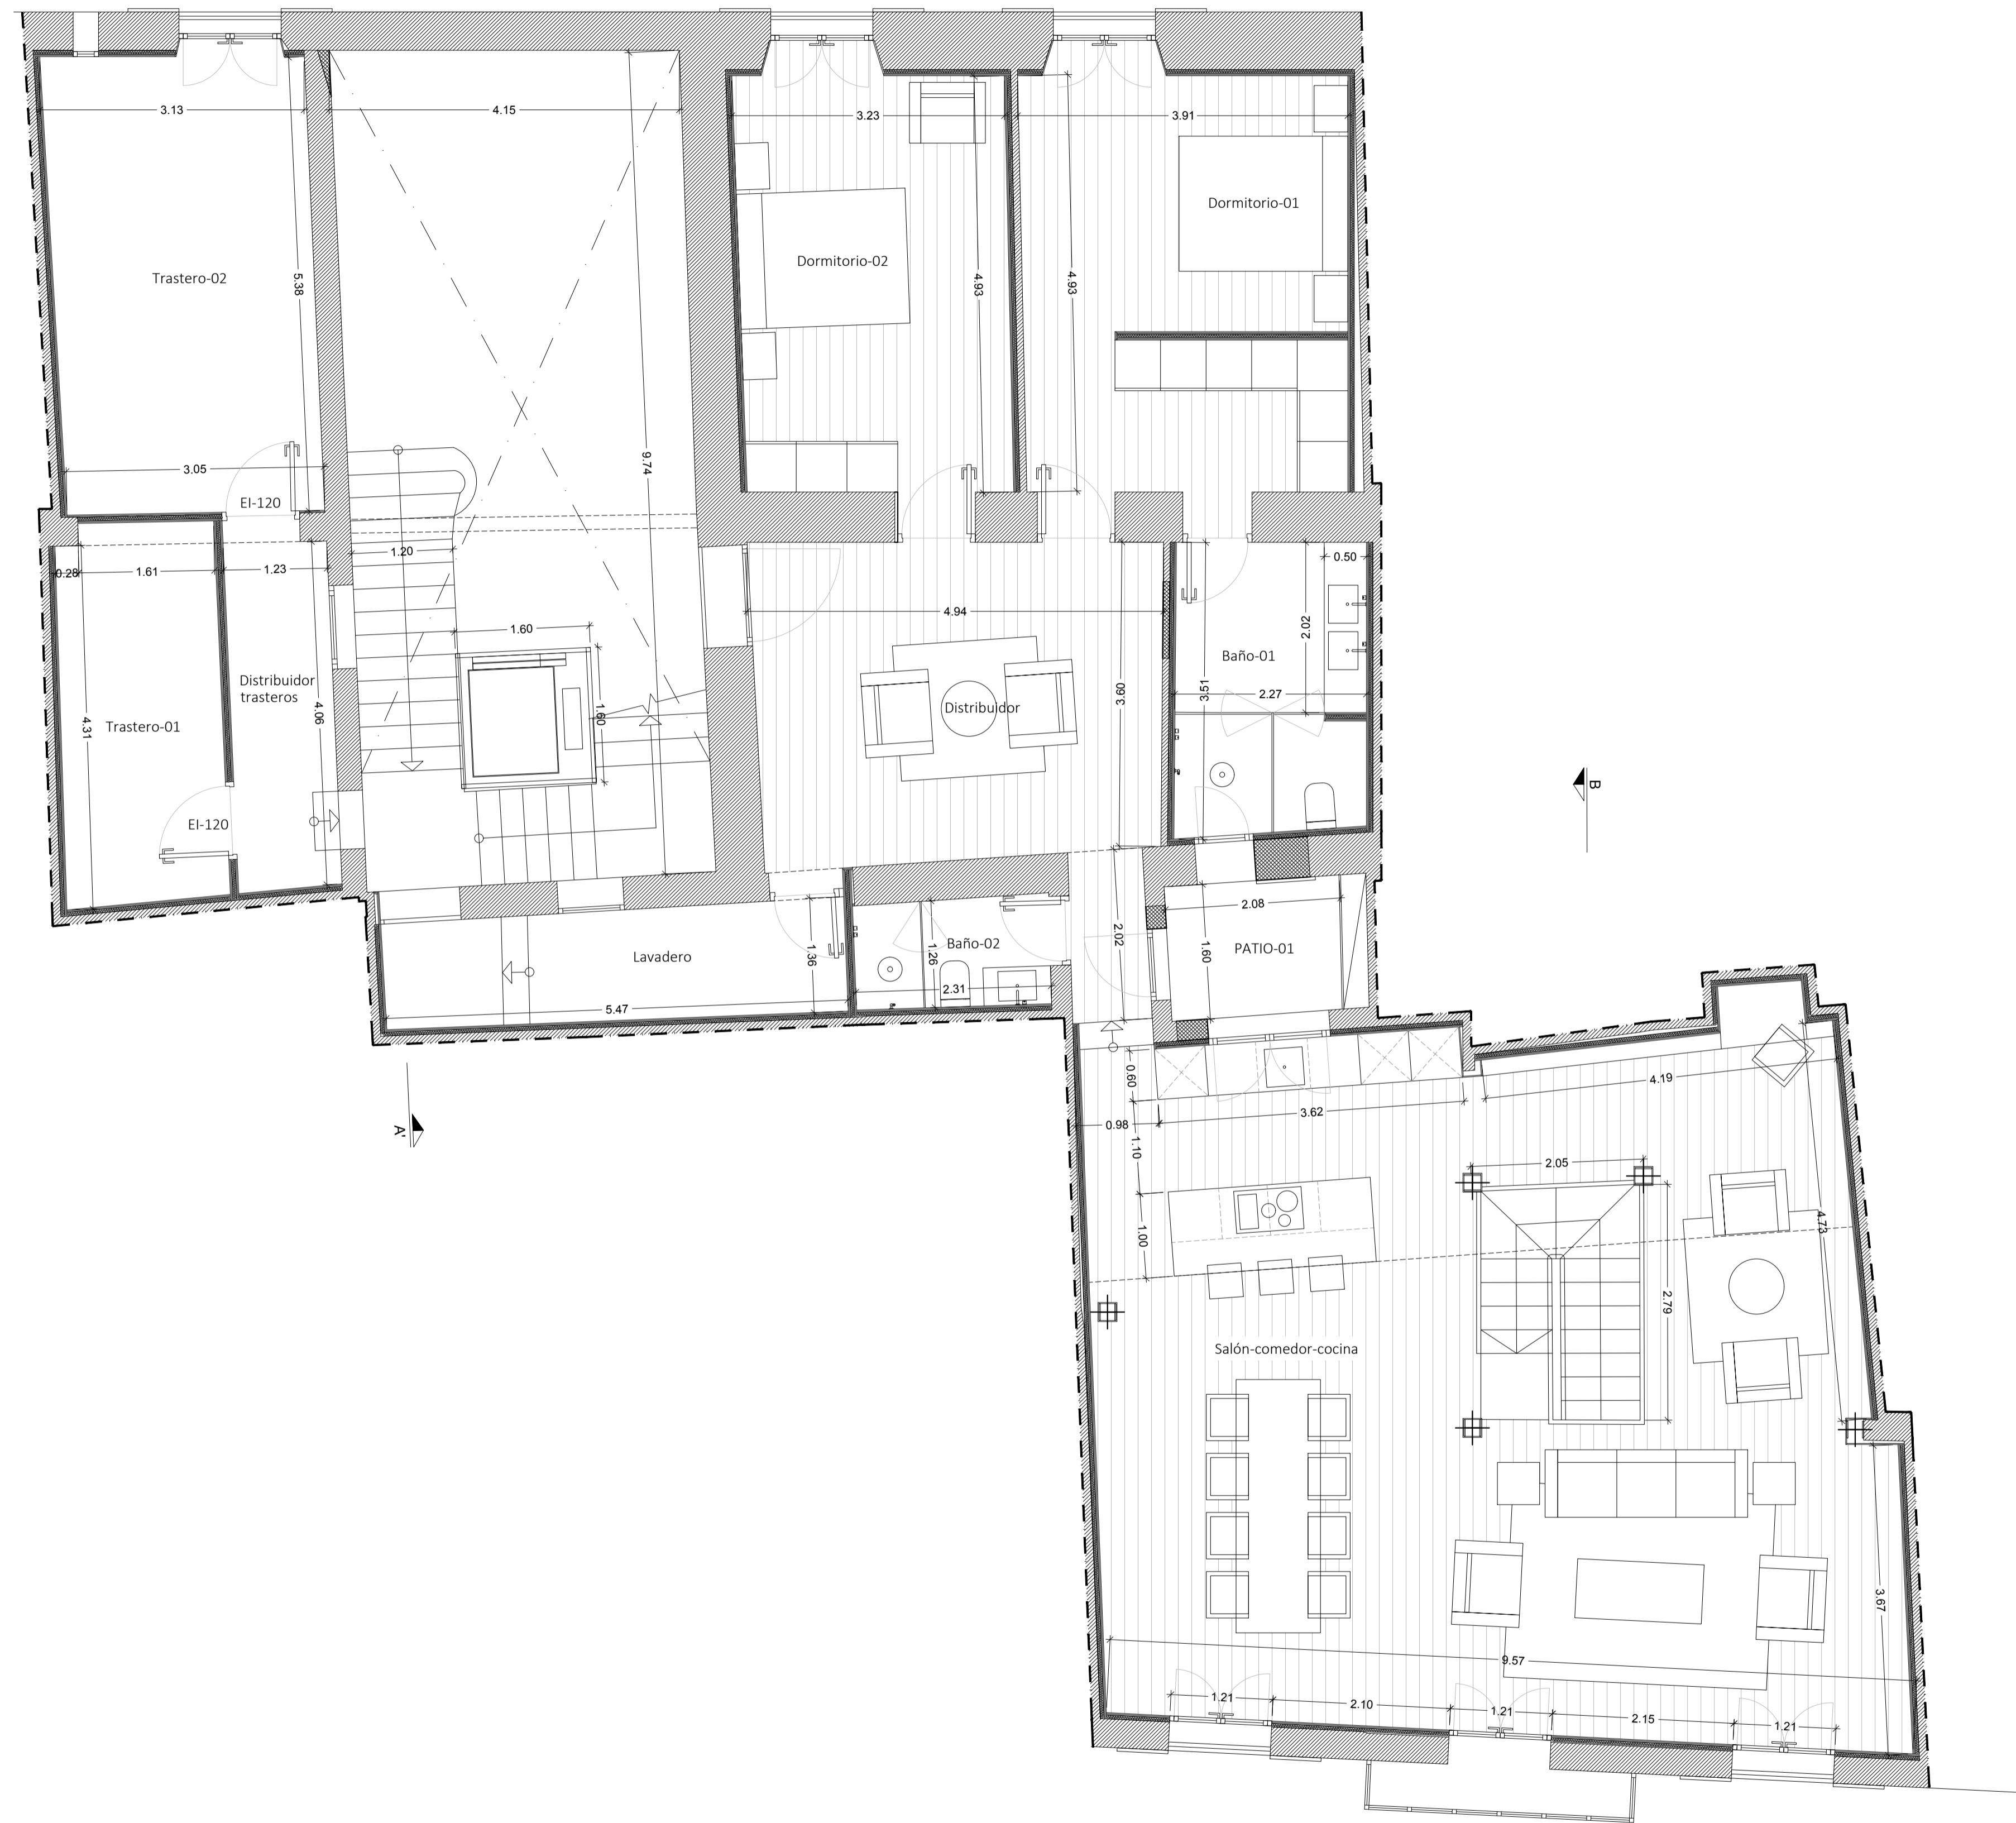 3.13
4.15
3.23
3.91
Dormitorio-01
Dormitorio-02
Trastero-02
5.38
4.93
4.93
9.74
3.05
EI-120
1.20
0.28
1.61
1.23
0.50
4.94
1.60
2.02
Baño-01
Distribuidor
trasteros
2.27
3.60
3.51
4.06
1.60
Distribuidor
Trastero-01
4.31
B
EI-120
2.08
2.02
1.60
PATIO-01
Baño-02
1.26
1.36
Lavadero
2.31
5.47
0.60
4.19
3.62
0.98
A'
1.10
2.05
4.73
1.00
2.79
Salón-comedor-cocina
3.67
9.57
1.21
2.10
1.21
2.15
1.21